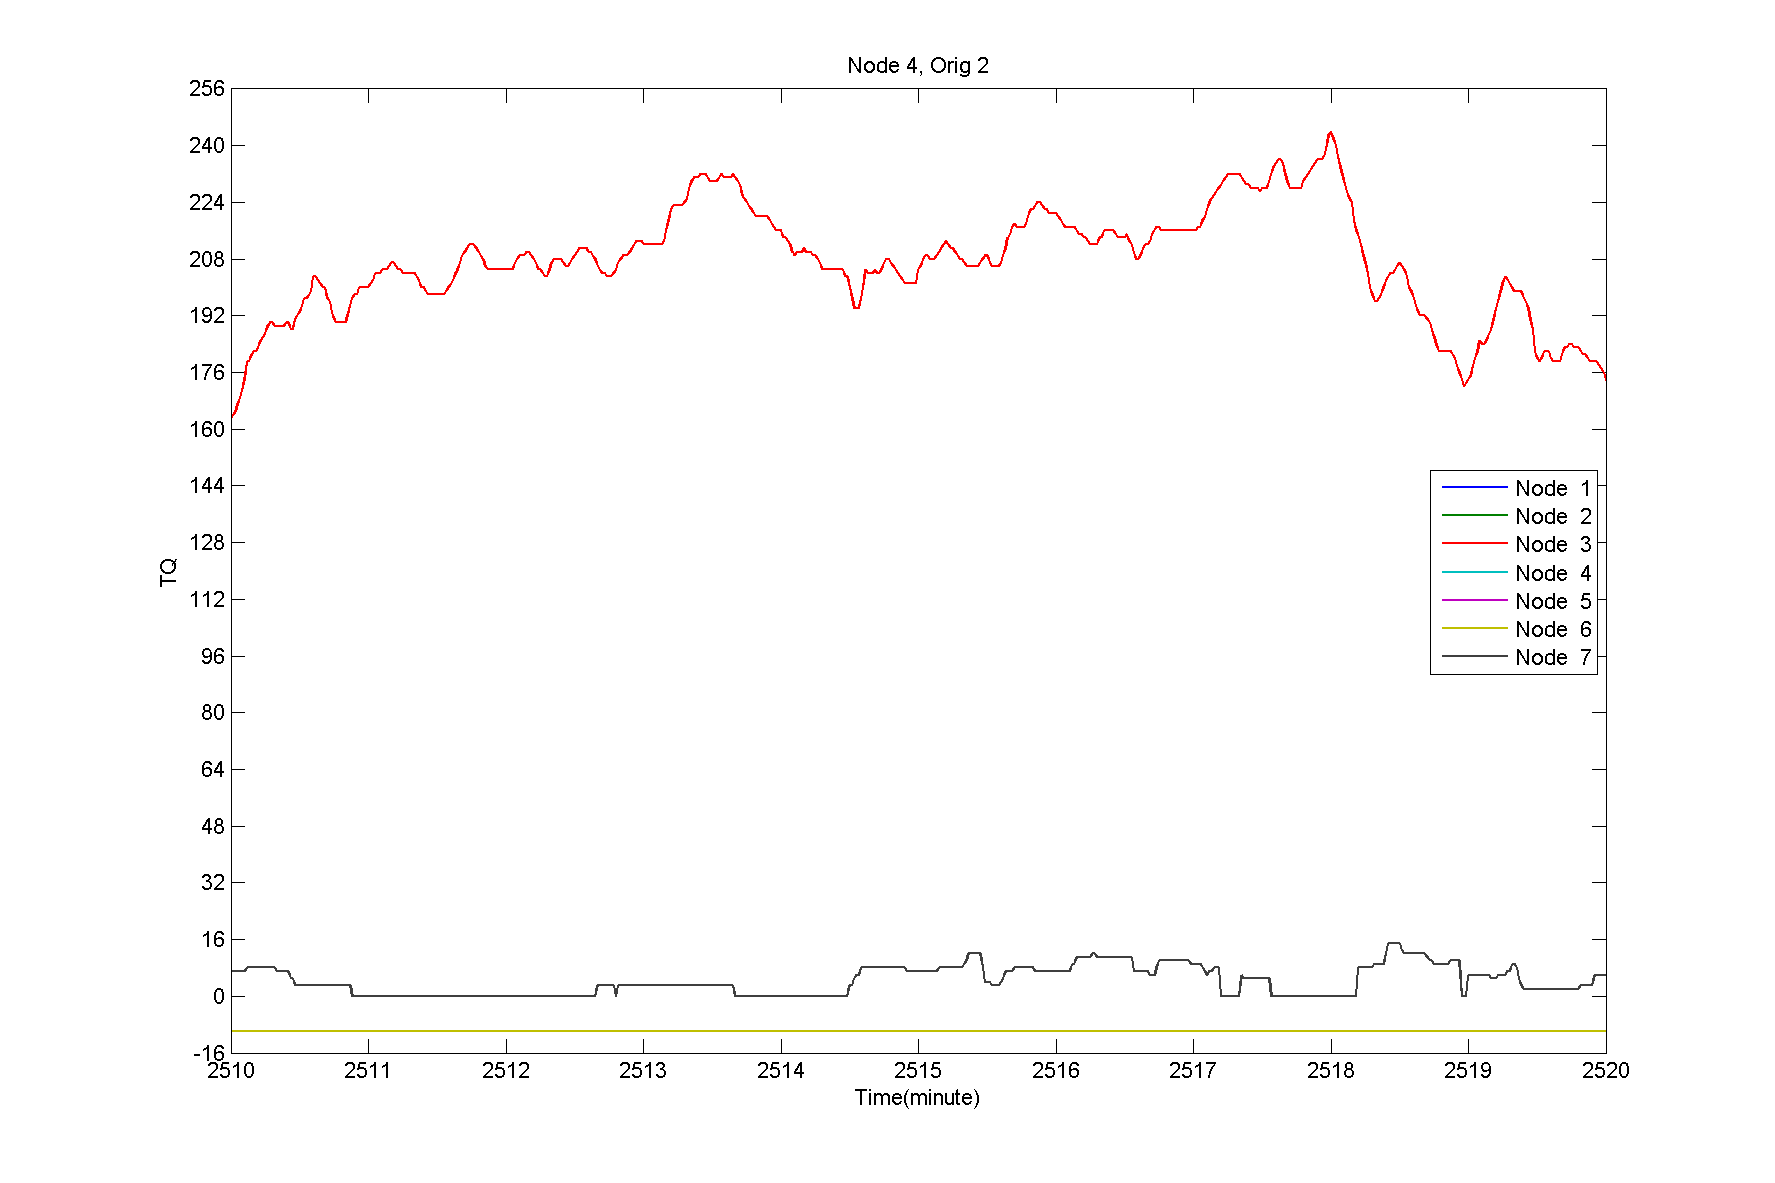 Node 4, Orig 2
256
240
224
208
192
176
160
144
128
112
96
80
64
48
32
16
0
-16
TQ
Node 1
Node 2
Node 3
Node 4
Node 5
Node 6
Node 7
2510 2511 2512 2513 2514 2515 2516 2517 2518 2519 2520
Time(minute)